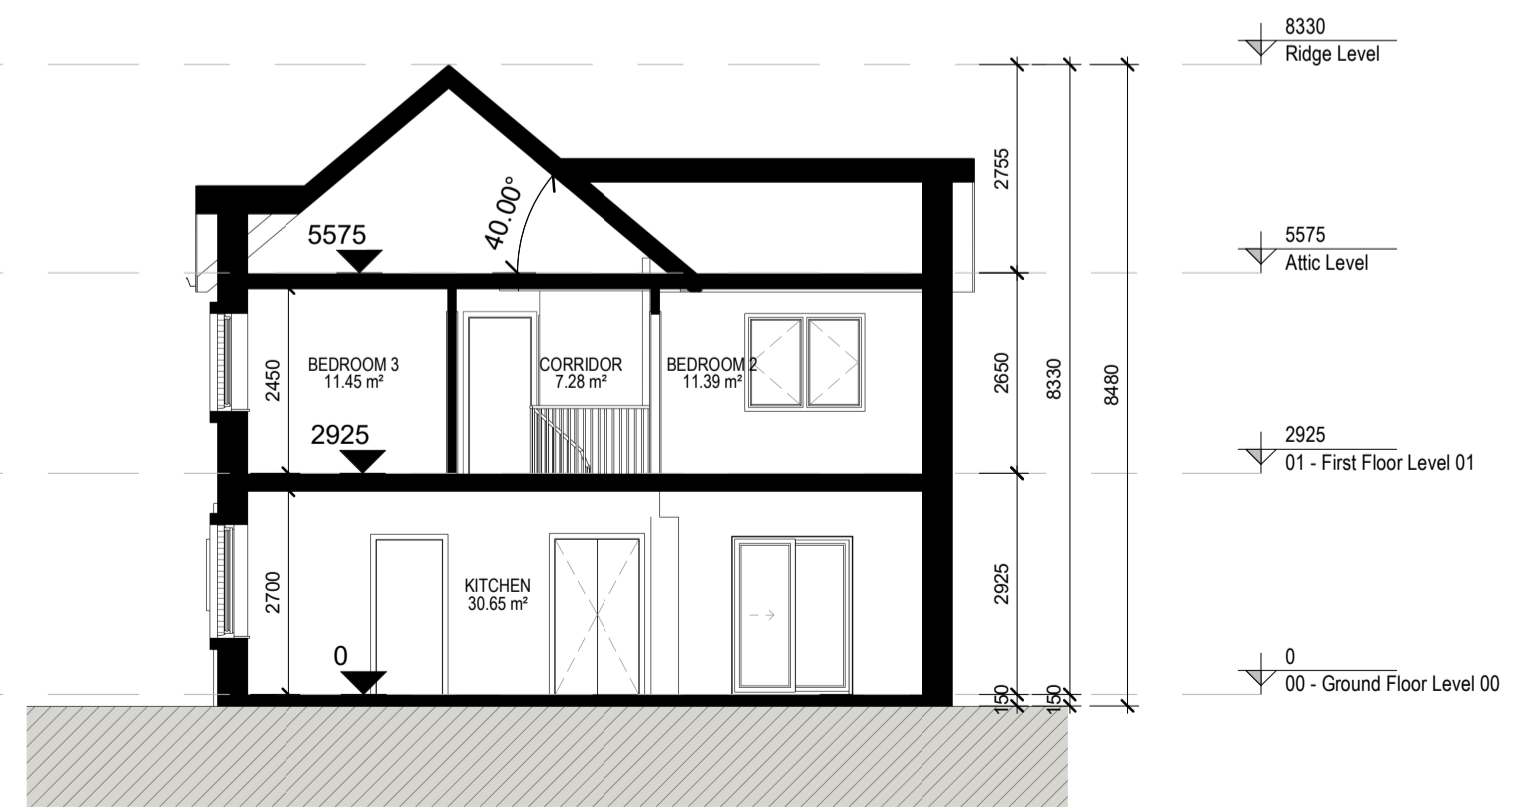 8330
Ridge Level
2755
40.00°
5575
5575
Attic Level
BEDROOM 3
11.45 m²
CORRIDOR
7.28 m²
BEDROOM 2
11.39 m²
2450
2650
8330
8480
2925
2925
01 - First Floor Level 01
2700
KITCHEN
30.65 m²
2925
0
0
00 - Ground Floor Level 00
150
150